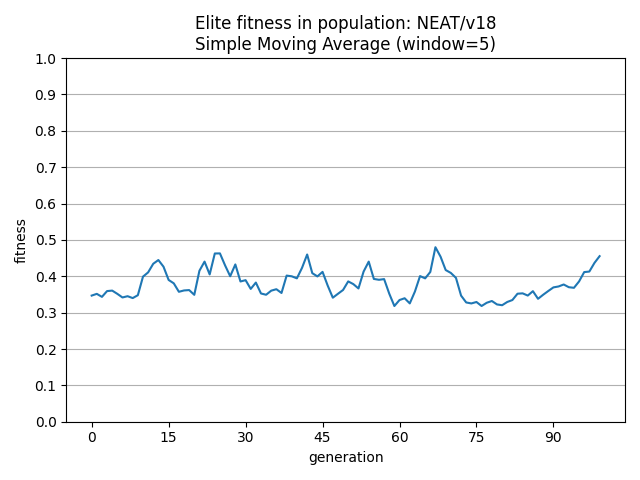 Elite fitness in population: NEAT/v18
Simple Moving Average (window=5)
1.0
0.9
0.8
0.7
0.6
0.5
0.4
0.3
0.2
0.1
0.0
fitness
0 15 30 45 60 75 90
generation